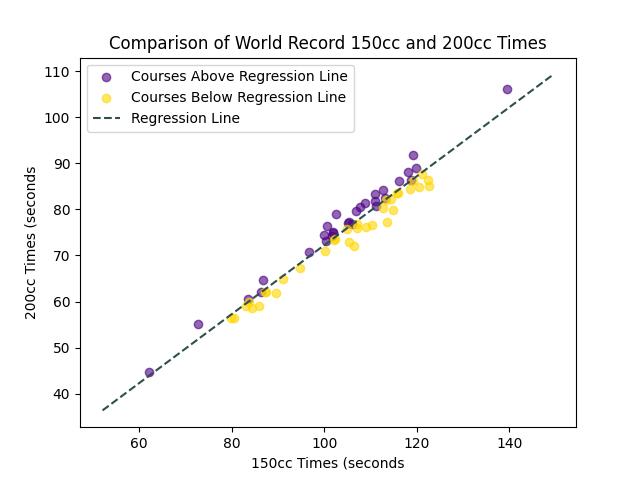 Comparison of World Record 150cc and 200cc Times
Courses Above Regression Line
Courses Below Regression Line
Regression Line
200cc Times (seconds
110
100
90
80
70
60
50
40
60 80 100 120 140
150cc Times (seconds